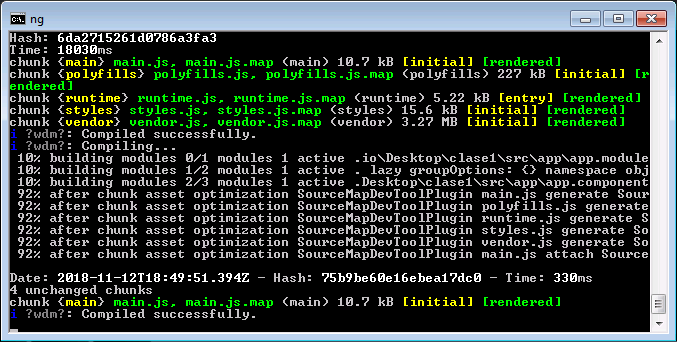 C:\. ng
Hash: 6da2715261d0786a3fa3
Time: 18030ms
chunk {main} main.js, main.js.map (main) 10.7 kB [initial] [rendered]
chunk {polyfills} polyfills.js, polyfills.js.map (polyfills) 227 kB [initial] [r
endered]
chunk {runtime} runtime.js, runtime.js.map (runtime) 5.22 kB [entry] [rendered]
chunk {styles} styles.js, styles.js.map (styles) 15.6 kB [initial] [rendered]
chunk {vendor} vendor.js, vendor.js.map (vendor) 3.27 MB [initial] [rendered]
i ?wdm?: Compiled successfully.
i ?wdm?: Compiling...
10% building modules 0/1 modules 1 active .io\Desktop\clase1\src\app\app.module
10% building modules 1/2 modules 1 active . lazy groupOptions: {} namespace obj
10% building modules 2/3 modules 1 active .Desktop\clase1\src\app\app.component
92% after chunk asset optimization SourceMapDevToolPlugin main.js generate Sour
92% after chunk asset optimization SourceMapDevToolPlugin polyfills.js generate
92% after chunk asset optimization SourceMapDevToolPlugin runtime.js generate S
92% after chunk asset optimization SourceMapDevToolPlugin styles.js generate So
92% after chunk asset optimization SourceMapDevToolPlugin vendor.js generate So
92% after chunk asset optimization SourceMapDevToolPlugin main.js attach Source
Date: 2018-11-12T18:49:51.394Z - Hash: 75b9be60e16ebea17dc0 - Time: 330ms
4 unchanged chunks
chunk {main} main.js, main.js.map (main) 10.7 kB [initial] [rendered]
i ?wdm?: Compiled successfully.